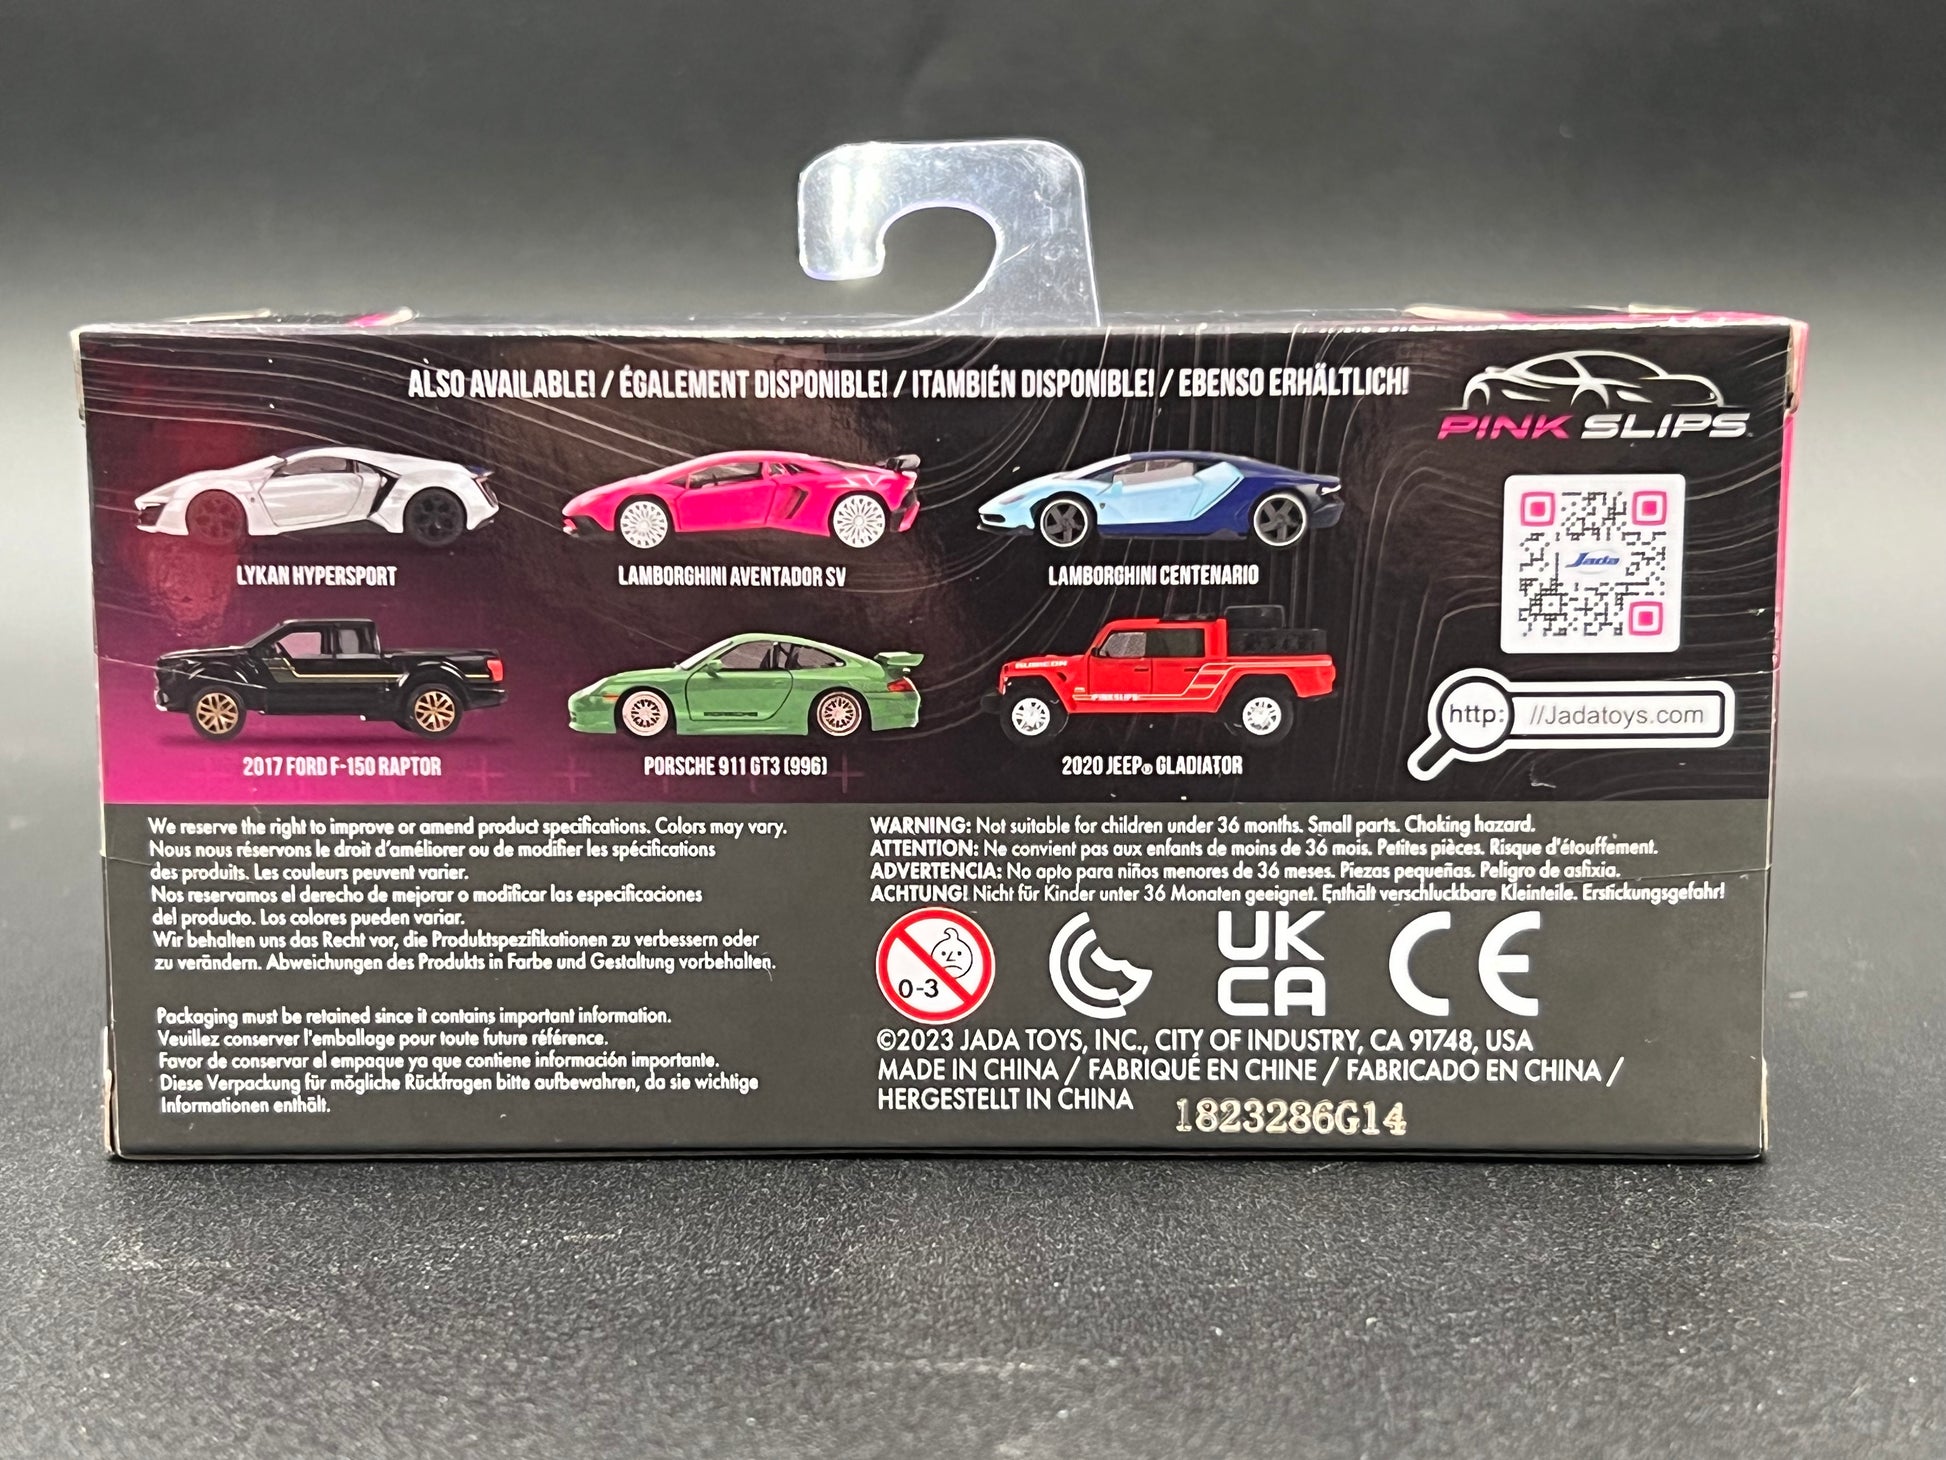 ALSO AVAILABLE! / ÉGALEMENT DISPONIBLE! / ITAMBIÉN DISPONIBLE! / EBENSO ERHÄLTLICH!
PINK SLIPS
LYKAN HYPERSPORT
LAMBORGHINI AVENTADOR SV
LAMBORGHINI CENTENARIO
Jada
RUBICON
PORSCHE
PINK SLIPS
http: //Jadatoys.com
2017 FORD F-150 RAPTOR
PORSCHE 911 GT3 (996)
2020 JEEP® GLADIATOR
We reserve the right to improve or amend product specifications. Colors may vary.
Nous nous réservons le droit d'améliorer ou de modifier les spécifications
des produits. Les couleurs peuvent varier.
Nos reservamos el derecho de mejorar o modificar las especificaciones
del producto. Los colores pueden variar.
Wir behalten uns das Recht vor, die Produktspezifikationen zu verbessern oder
zu verändern. Abweichungen des Produkts in Farbe und Gestaltung vorbehalten.
Packaging must be retained since it contains important information.
Veuillez conserver l'emballage pour toute future référence.
Favor de conservar el empaque ya que contiene información importante.
Diese Verpackung für mögliche Rückfragen bitte aufbewahren, da sie wichtige
Informationen enthält.
WARNING: Not suitable for children under 36 months. Small parts. Choking hazard.
ATTENTION: Ne convient pas aux enfants de moins de 36 mois. Petites pièces. Risque d'étouffement.
ADVERTENCIA: No apto para niños menores de 36 meses. Piezas pequeñas. Peligro de asfixia.
ACHTUNG! Nicht für Kinder unter 36 Monaten geeignet. Enthält verschluckbare Kleinteile. Erstickungsgefahr!
0-3
UK
CA
CE
©2023 JADA TOYS, INC., CITY OF INDUSTRY, CA 91748, USA
MADE IN CHINA / FABRIQUÉ EN CHINE / FABRICADO EN CHINA /
HERGESTELLT IN CHINA
1823286G14